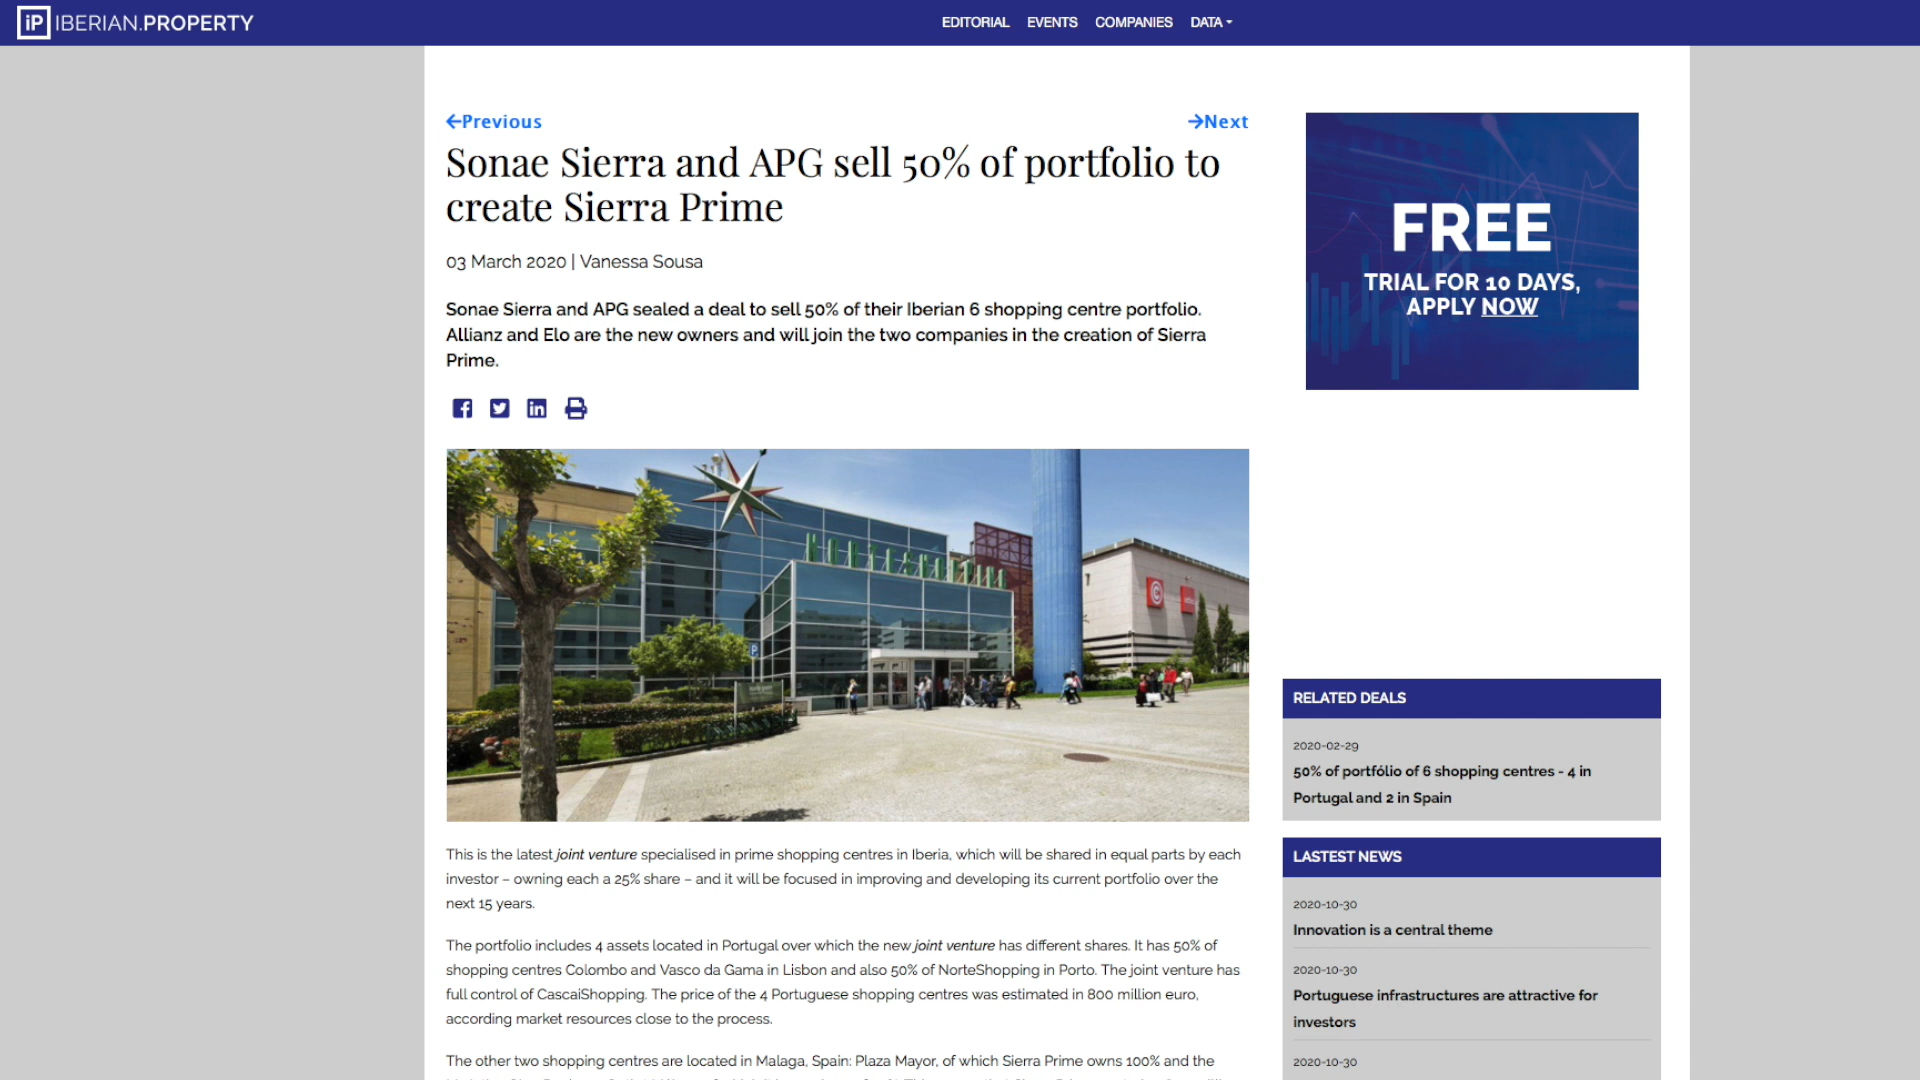 iP IBERIAN.PROPERTY
EDITORIAL EVENTS COMPANIES DATA
Previous
Next
Sonae Sierra and APG sell 50% of portfolio to
create Sierra Prime
03 March 2020 | Vanessa Sousa
Sonae Sierra and APG sealed a deal to sell 50% of their Iberian 6 shopping centre portfolio.
Allianz and Elo are the new owners and will join the two companies in the creation of Sierra
Prime.
NORTESHOPPING
P
This is the latest joint venture specialised in prime shopping centres in Iberia, which will be shared in equal parts by each
investor – owning each a 25% share – and it will be focused in improving and developing its current portfolio over the
next 15 years.
The portfolio includes 4 assets located in Portugal over which the new joint venture has different shares. It has 50% of
shopping centres Colombo and Vasco da Gama in Lisbon and also 50% of NorteShopping in Porto. The joint venture has
full control of CascaiShopping. The price of the 4 Portuguese shopping centres was estimated in 800 million euro,
according market resources close to the process.
The other two shopping centres are located in Malaga, Spain: Plaza Mayor, of which Sierra Prime owns 100% and the
FREE
TRIAL FOR 10 DAYS,
APPLY NOW
RELATED DEALS
2020-02-29
50% of portfólio of 6 shopping centres - 4 in
Portugal and 2 in Spain
LASTEST NEWS
2020-10-30
Innovation is a central theme
2020-10-30
Portuguese infrastructures are attractive for
investors
2020-10-30